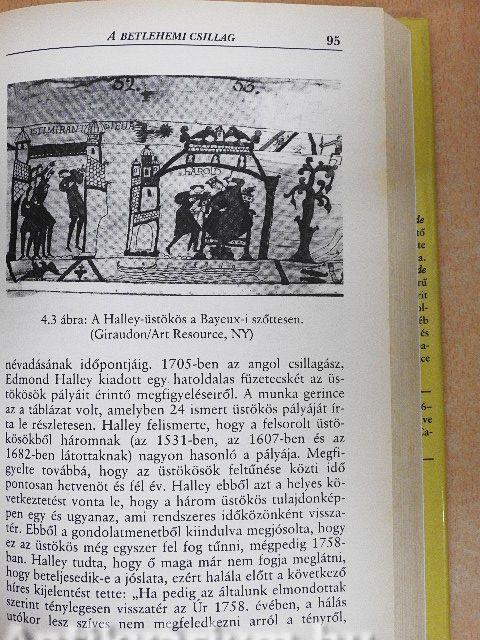 A BETLEHEMI CSILLAG 95
32. 33.
HAROLD
4.3 ábra: A Halley-üstökös a Bayeux-i szőttesen.
(Giraudon/Art Resource, NY)
névadásának időpontjáig. 1705-ben az angol csillagász,
Edmond Halley kiadott egy hatoldalas füzetecskét az üs-
tökösök pályáit érintő megfigyeléseiről. A munka gerince
az a táblázat volt, amelyben 24 ismert üstökös pályáját ír-
ta le részletesen. Halley felismerte, hogy a felsorolt üstö-
kösökből háromnak (az 1531-ben, az 1607-ben és az
1682-ben látottaknak) nagyon hasonló a pályája. Megfi-
gyelte továbbá, hogy az üstökösök feltűnése közti idő
pontosan hetvenöt és fél év. Halley ebből azt a helyes kö-
vetkeztetést vonta le, hogy a három üstökös tulajdonkép-
pen egy és ugyanaz, ami rendszeres időközönként vissza-
tér. Ebből a gondolatmenetből kiindulva megjósolta, hogy
ez az üstökös még egyszer fel fog tűnni, mégpedig 1758-
ban. Halley tudta, hogy ő maga már nem fogja meglátni,
hogy beteljesedik-e a jóslata, ezért halála előtt a következő
híres kijelentést tette: „Ha pedig az általunk elmondottak
szerint ténylegesen visszatér az Úr 1758. évében, a hálás
utókor lesz szíves nem megfeledkezni arról a tényről,